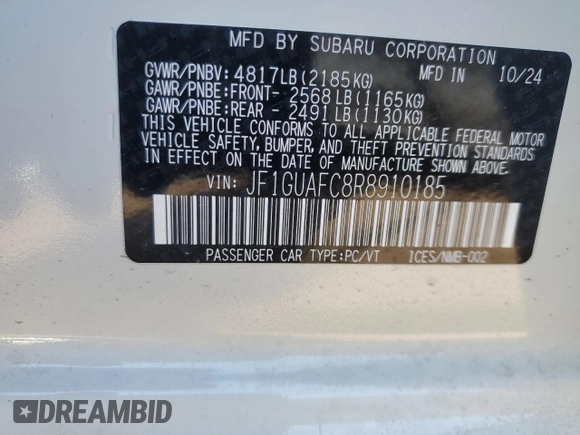 MFD BY SUBARU CORPORATION
GVWR/PNBV: 4817LB(2185KG) MFD IN 10/24
GAWR/PNBE:FRONT- 2568LB(1165KG)
GAWR/PNBE:REAR - 2491LB(1130KG)
THIS VEHICLE CONFORMS TO ALL APPLICABLE FEDERAL MOTOR
VEHICLE SAFETY, BUMPER, AND THEFT PREVENTION STANDARDS
IN EFFECT ON THE DATE OF MANUFACTURE SHOWN ABOVE.
VIN: JF1GUAFC8R8910185
PASSENGER CAR TYPE:PC/VT ICES/NMB-002
DREAMBID